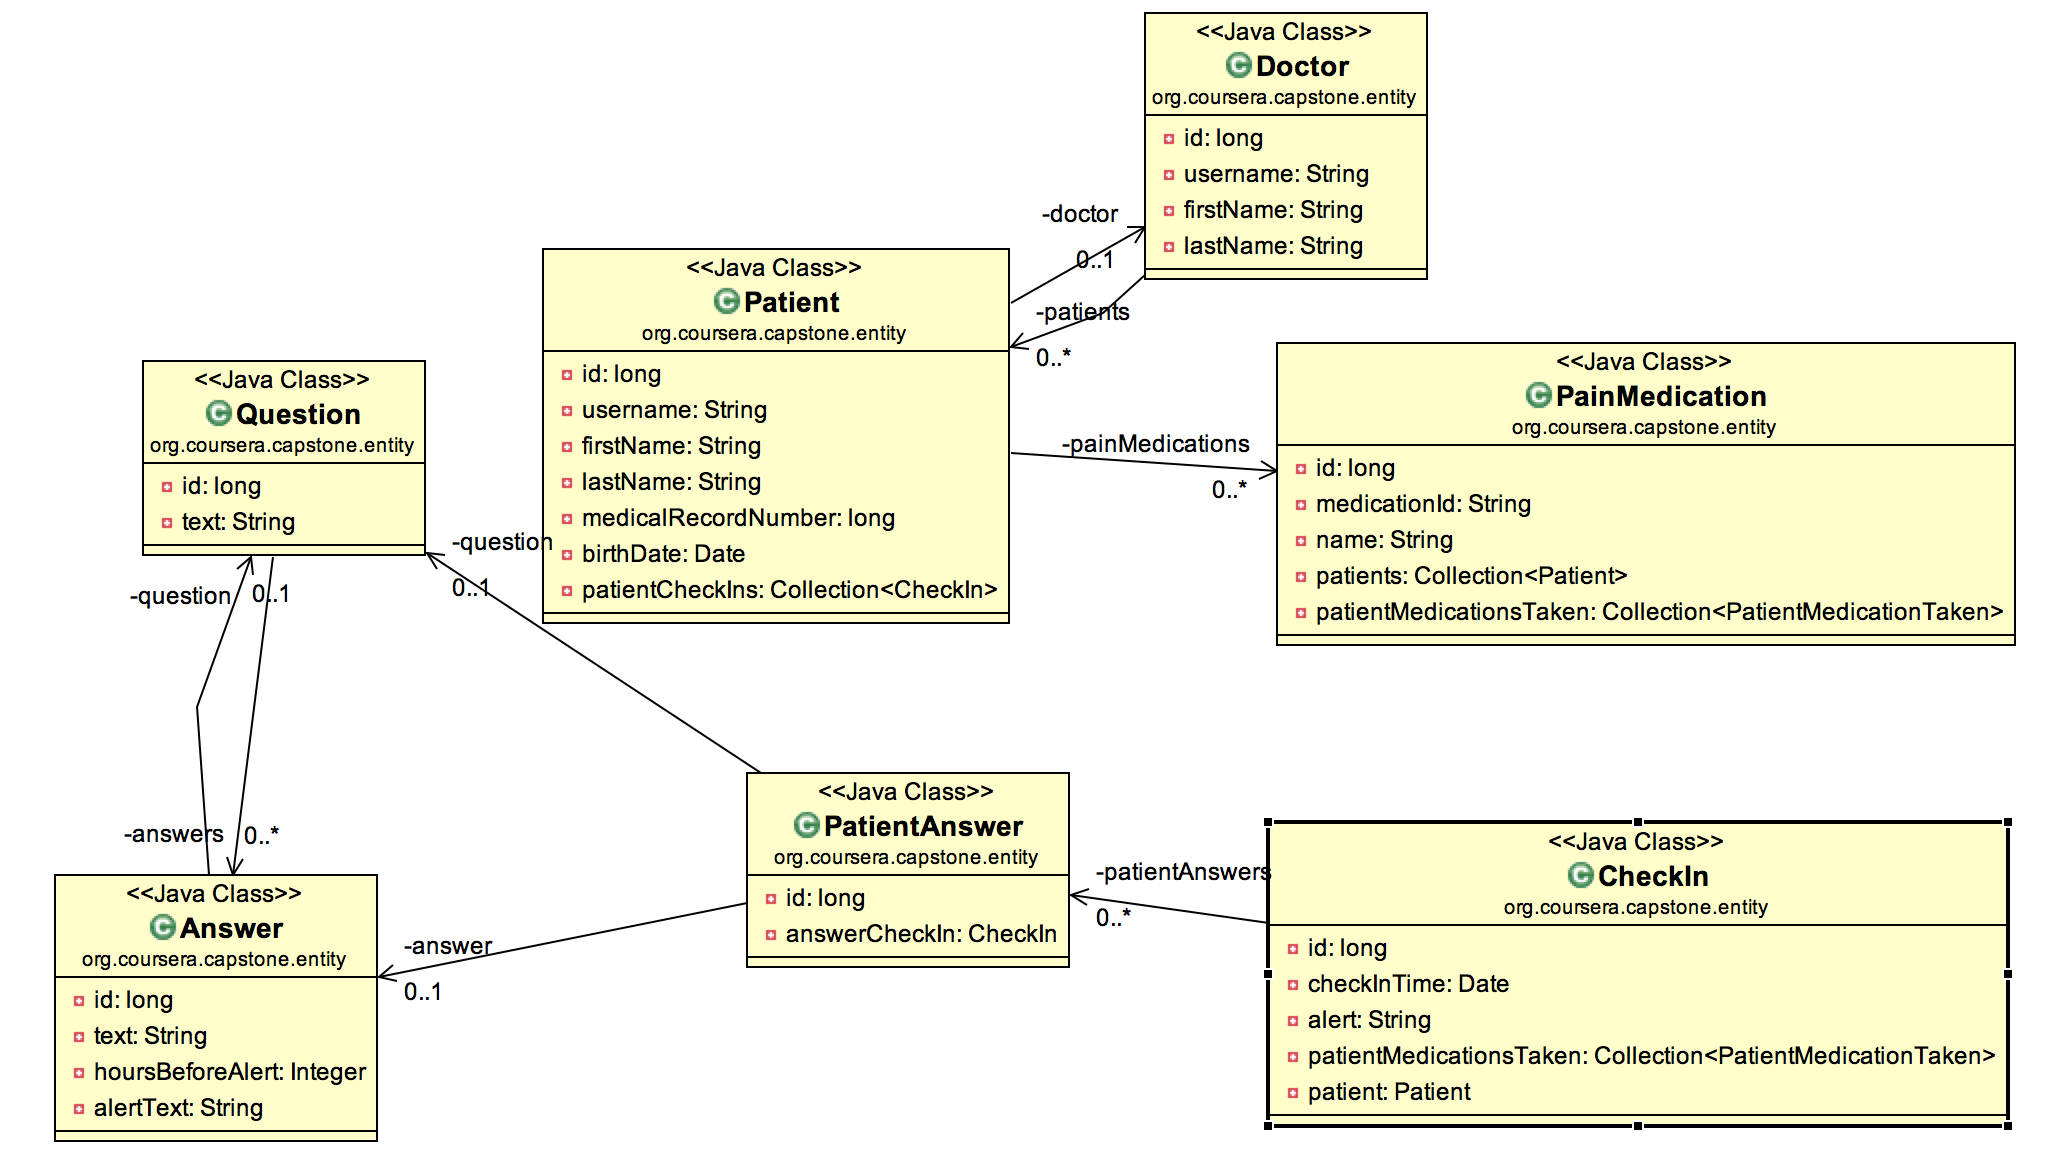 <<Java Class>>
Doctor
org.coursera.capstone.entity
id: long
username: String
firstName: String
lastName: String
-doctor
0..1
-patients
0..*
<<Java Class>>
Patient
org.coursera.capstone.entity
id: long
username: String
firstName: String
lastName: String
medicalRecordNumber: long
birthDate: Date
patientCheckIns: Collection<CheckIn>
-painMedications
0..*
<<Java Class>>
PainMedication
org.coursera.capstone.entity
id: long
medicationId: String
name: String
patients: Collection<Patient>
patientMedicationsTaken: Collection<PatientMedicationTaken>
<<Java Class>>
Question
org.coursera.capstone.entity
id: long
text: String
-question
0..1
-question
0..1
-answers
0..*
<<Java Class>>
Answer
org.coursera.capstone.entity
id: long
text: String
hoursBeforeAlert: Integer
alertText: String
-answer
0..1
<<Java Class>>
PatientAnswer
org.coursera.capstone.entity
id: long
answerCheckIn: CheckIn
-patientAnswers
0..*
<<Java Class>>
CheckIn
org.coursera.capstone.entity
id: long
checkInTime: Date
alert: String
patientMedicationsTaken: Collection<PatientMedicationTaken>
patient: Patient